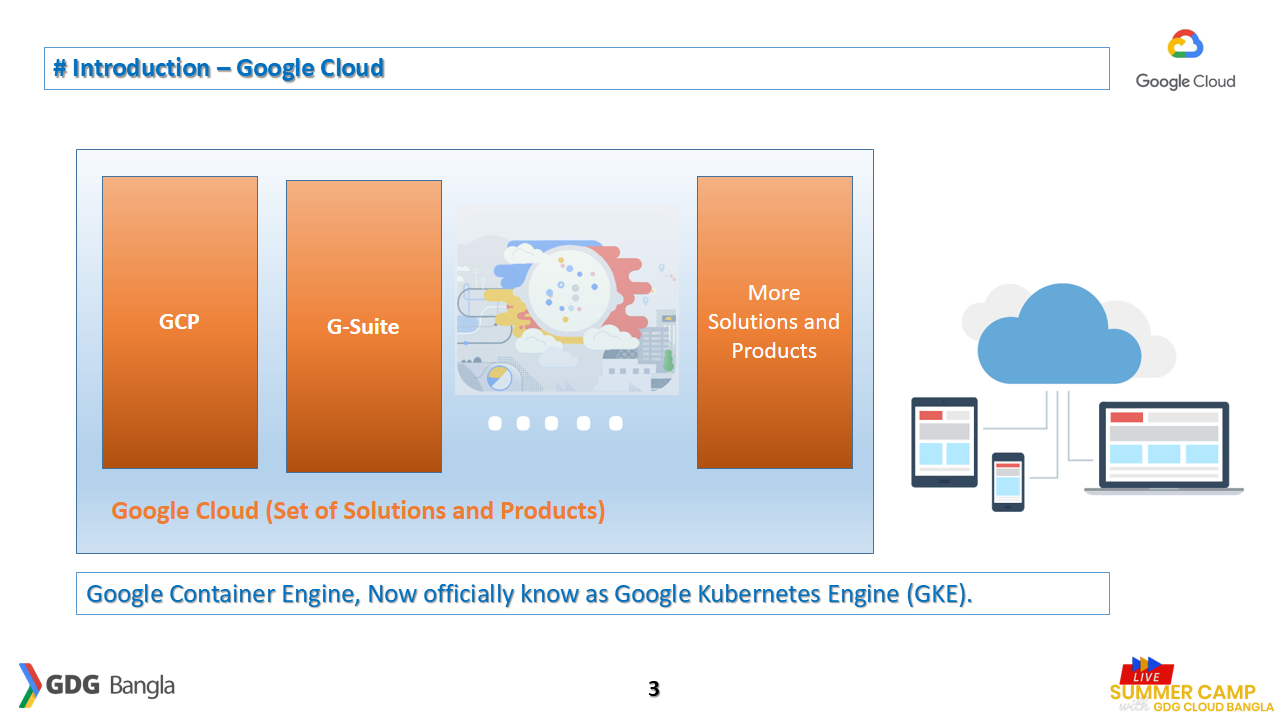 # Introduction – Google Cloud
Google Cloud
GCP
G-Suite
More
Solutions and
Products
Google Cloud (Set of Solutions and Products)
Google Container Engine, Now officially know as Google Kubernetes Engine (GKE).
GDG Bangla
3
LIVE
SUMMER CAMP
with GDG CLOUD BANGLA